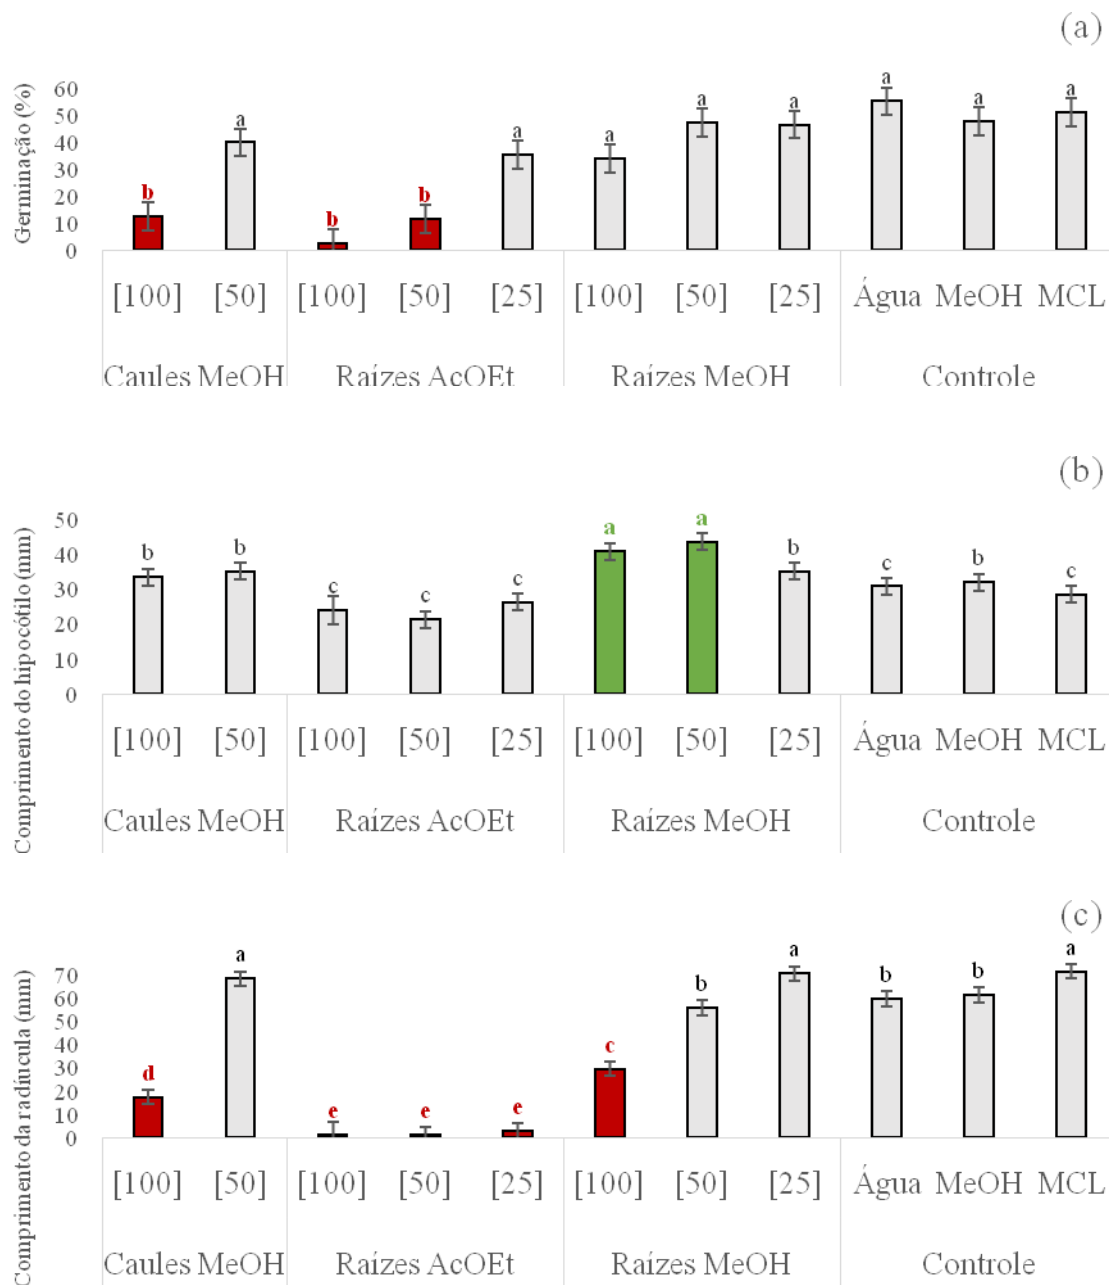 (a)
Germinação (%)
60
50
40
30
20
10
0
b a b b a a a a a a a
[100] [50] [100] [50] [25] [100] [50] [25] Água MeOH MCL
Caules MeOH Raízes AcOEt Raízes MeOH Controle
(b)
Comprimento do hipocótilo (mm)
50
40
30
20
10
0
b b c c c a a b c b c
[100] [50] [100] [50] [25] [100] [50] [25] Água MeOH MCL
Caules MeOH Raízes AcOEt Raízes MeOH Controle
(c)
Comprimento da radíucula (mm)
70
60
50
40
30
20
10
0
d a e e e c b a b b a
[100] [50] [100] [50] [25] [100] [50] [25] Água MeOH MCL
Caules MeOH Raízes AcOEt Raízes MeOH Controle